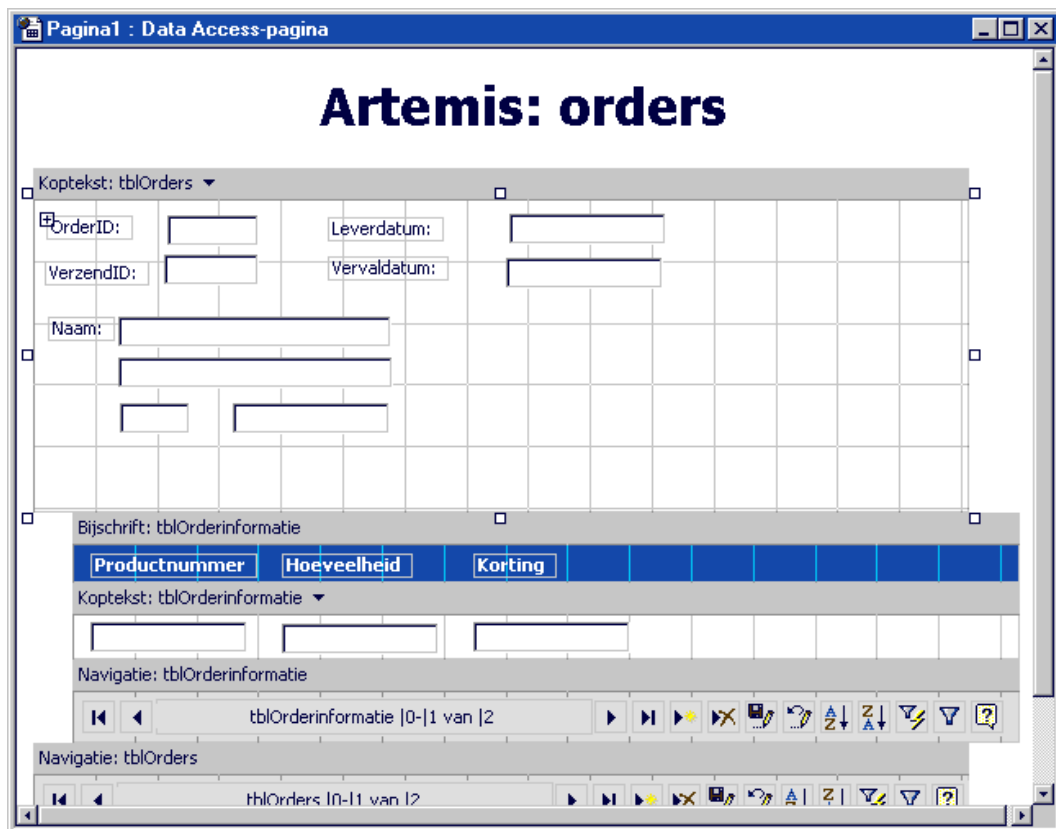 Pagina1 : Data Access-pagina
Artemis: orders
Koptekst: tblOrders
OrderID:
Leverdatum:
VerzendID:
Vervaldatum:
Naam:
Bijschrift: tblOrderinformatie
Productnummer Hoeveelheid Korting
Koptekst: tblOrderinformatie
Navigatie: tblOrderinformatie
tblOrderinformatie |0-|1 van |2
Navigatie: tblOrders
tblOrders |0-|1 van |2